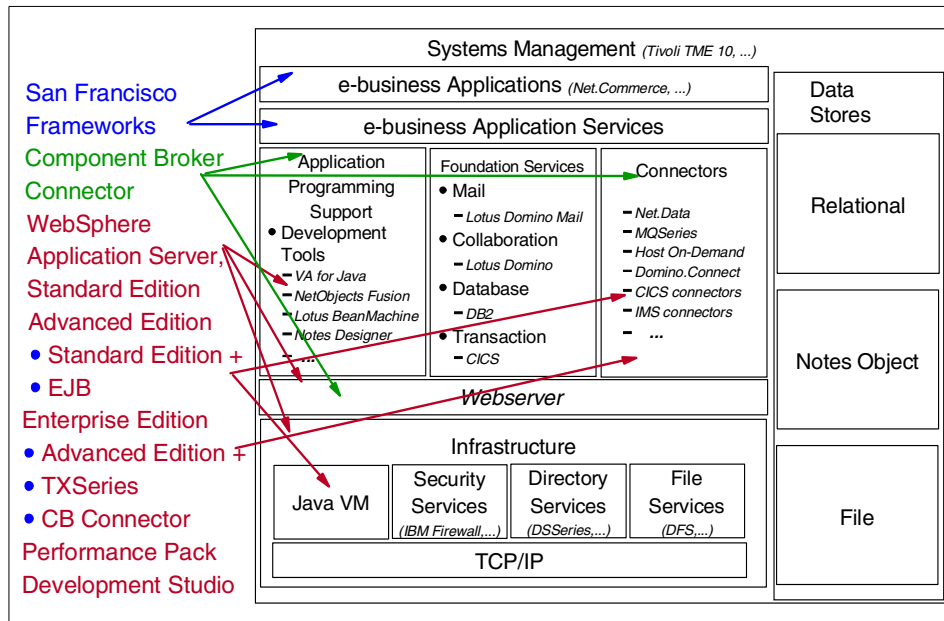 San Francisco
Frameworks
Component Broker
Connector
WebSphere
Application Server,
Standard Edition
Advanced Edition
• Standard Edition +
• EJB
Enterprise Edition
• Advanced Edition +
• TXSeries
• CB Connector
Performance Pack
Development Studio
Systems Management (Tivoli TME 10, ...)
e-business Applications (Net.Commerce, ...)
e-business Application Services
Application
Programming
Support
• Development
Tools
– VA for Java
– NetObjects Fusion
– Lotus BeanMachine
– Notes Designer
– ...
Foundation Services
• Mail
– Lotus Domino Mail
• Collaboration
– Lotus Domino
• Database
– DB2
• Transaction
– CICS
Connectors
– Net.Data
– MQSeries
– Host On-Demand
– Domino.Connect
– CICS connectors
– IMS connectors
– ...
Webserver
Infrastructure
Java VM
Security
Services
(IBM Firewall,...)
Directory
Services
(DSSeries,...)
File
Services
(DFS,...)
TCP/IP
Data
Stores
Relational
Notes Object
File